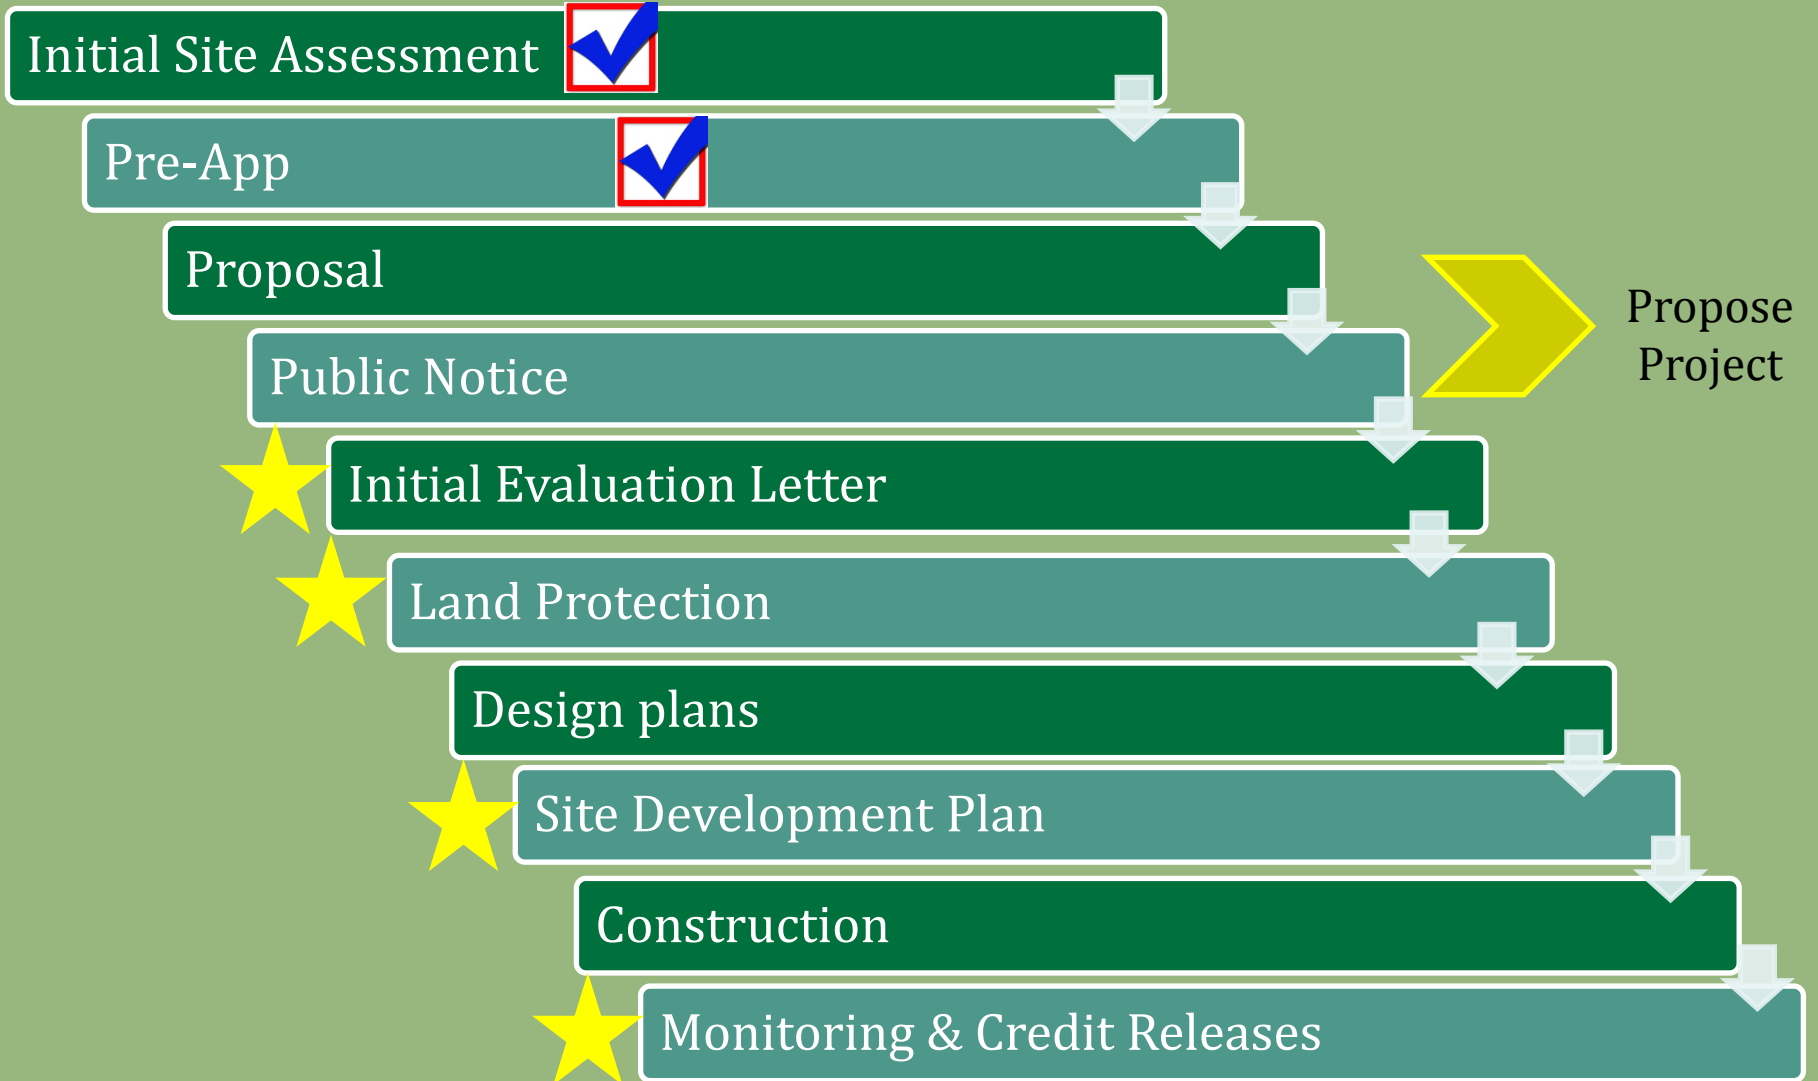 Initial Site Assessment
Pre-App
Proposal
Propose
Project
Public Notice
Initial Evaluation Letter
Land Protection
Design plans
Site Development Plan
Construction
Monitoring & Credit Releases